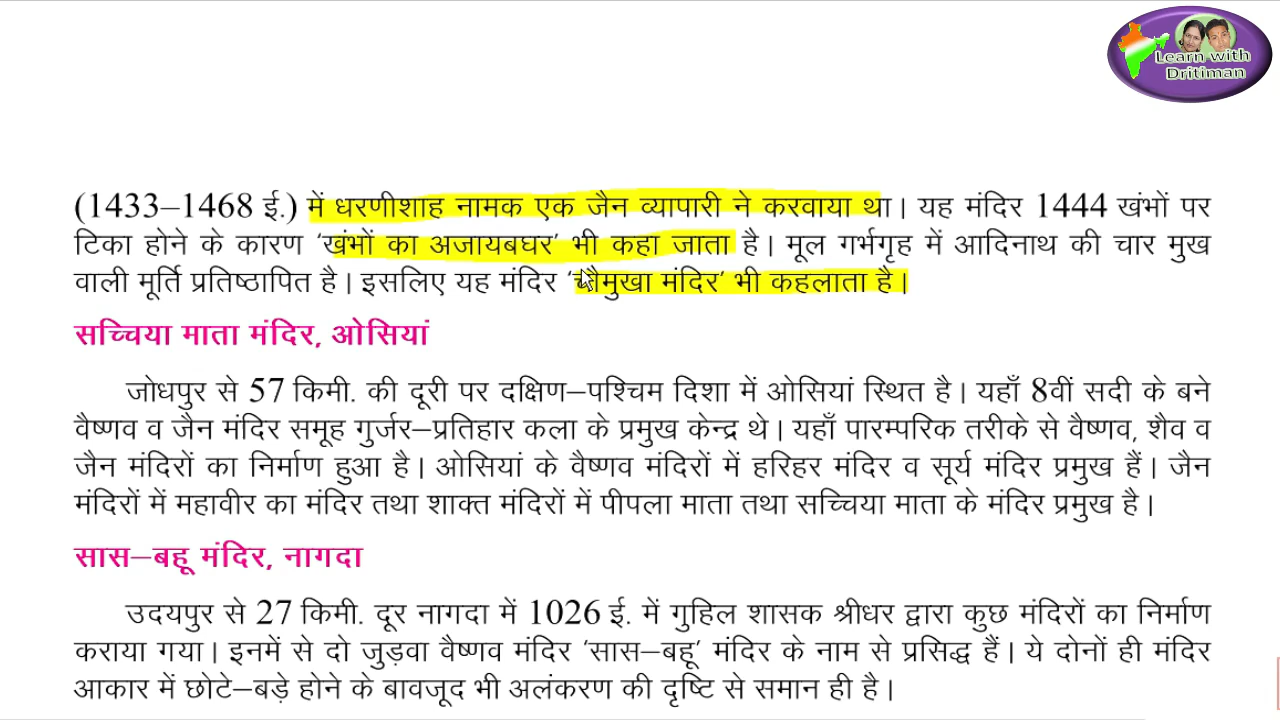 Learn with
Dritiman
(1433–1468 ई.) में धरणीशाह नामक एक जैन व्यापारी ने करवाया था। यह मंदिर 1444 खंभों पर
टिका होने के कारण 'खंभों का अजायबघर' भी कहा जाता है। मूल गर्भगृह में आदिनाथ की चार मुख
वाली मूर्ति प्रतिष्ठापित है। इसलिए यह मंदिर 'चौमुखा मंदिर' भी कहलाता है।
सच्चिया माता मंदिर, ओसियां
जोधपुर से 57 किमी. की दूरी पर दक्षिण–पश्चिम दिशा में ओसियां स्थित है। यहाँ 8वीं सदी के बने
वैष्णव व जैन मंदिर समूह गुर्जर–प्रतिहार कला के प्रमुख केन्द्र थे। यहाँ पारम्परिक तरीके से वैष्णव, शैव व
जैन मंदिरों का निर्माण हुआ है। ओसियां के वैष्णव मंदिरों में हरिहर मंदिर व सूर्य मंदिर प्रमुख हैं। जैन
मंदिरों में महावीर का मंदिर तथा शाक्त मंदिरों में पीपला माता तथा सच्चिया माता के मंदिर प्रमुख है।
सास–बहू मंदिर, नागदा
उदयपुर से 27 किमी. दूर नागदा में 1026 ई. में गुहिल शासक श्रीधर द्वारा कुछ मंदिरों का निर्माण
कराया गया। इनमें से दो जुड़वा वैष्णव मंदिर 'सास–बहू' मंदिर के नाम से प्रसिद्ध हैं। ये दोनों ही मंदिर
आकार में छोटे–बड़े होने के बावजूद भी अलंकरण की दृष्टि से समान ही है।